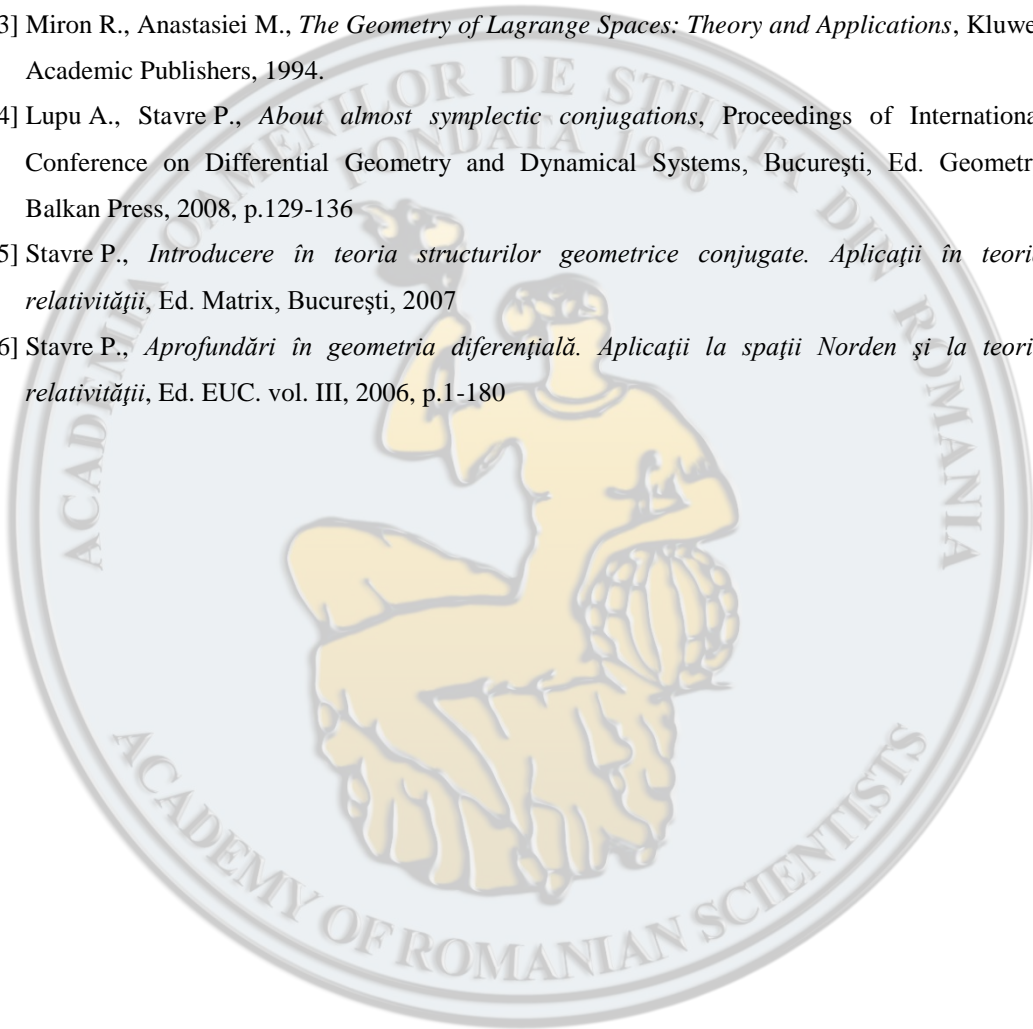 3] Miron R., Anastasiei M., The Geometry of Lagrange Spaces: Theory and Applications, Kluwe
Academic Publishers, 1994.
4] Lupu A., Stavre P., About almost symplectic conjugations, Proceedings of Internationa
Conference on Differential Geometry and Dynamical Systems, Bucureşti, Ed. Geometr
Balkan Press, 2008, p.129-136
5] Stavre P., Introducere în teoria structurilor geometrice conjugate. Aplicaţii în teori
relativităţii, Ed. Matrix, Bucureşti, 2007
6] Stavre P., Aprofundări în geometria diferenţială. Aplicaţii la spaţii Norden şi la teori
relativităţii, Ed. EUC. vol. III, 2006, p.1-180
ACADEMIA OAMENILOR DE STIINTA DIN ROMANIA
FONDATA 1936
ACADEMY OF ROMANIAN SCIENTISTS